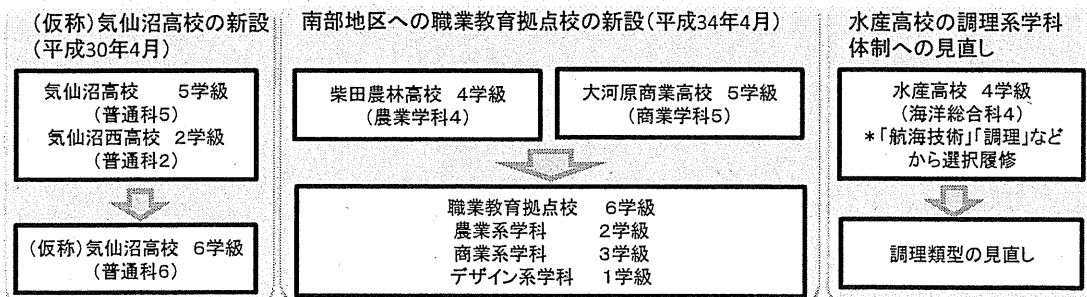 (仮称)気仙沼高校の新設
(平成30年4月)
気仙沼高校 5学級
(普通科5)
気仙沼西高校 2学級
(普通科2)
(仮称)気仙沼高校 6学級
(普通科6)
南部地区への職業教育拠点校の新設(平成34年4月)
柴田農林高校 4学級
(農業学科4)
大河原商業高校 5学級
(商業学科5)
職業教育拠点校 6学級
農業系学科 2学級
商業系学科 3学級
デザイン系学科 1学級
水産高校の調理系学科
体制への見直し
水産高校 4学級
(海洋総合科4)
*「航海技術」「調理」など
から選択履修
調理類型の見直し